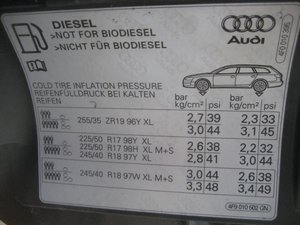 DIESEL
>NOT FOR BIODIESEL
>NICHT FÜR BIODIESEL
Audi
4F9 010 502 GN
COLD TIRE INFLATION PRESSURE
REIFENFÜLLDRUCK BEI KALTEN
REIFEN
bar psi bar psi
kg/cm² kg/cm²
255/35 ZR19 96Y XL 2,7 39 2,3 33
3,0 44 3,1 45
225/50 R17 98Y XL
225/50 R17 98H XL M+S 2,6 38 2,2 32
245/40 R18 97Y XL 2,8 41 3,0 44
245/40 R18 97W XL M+S 3,0 44 2,6 38
3,3 48 3,4 49